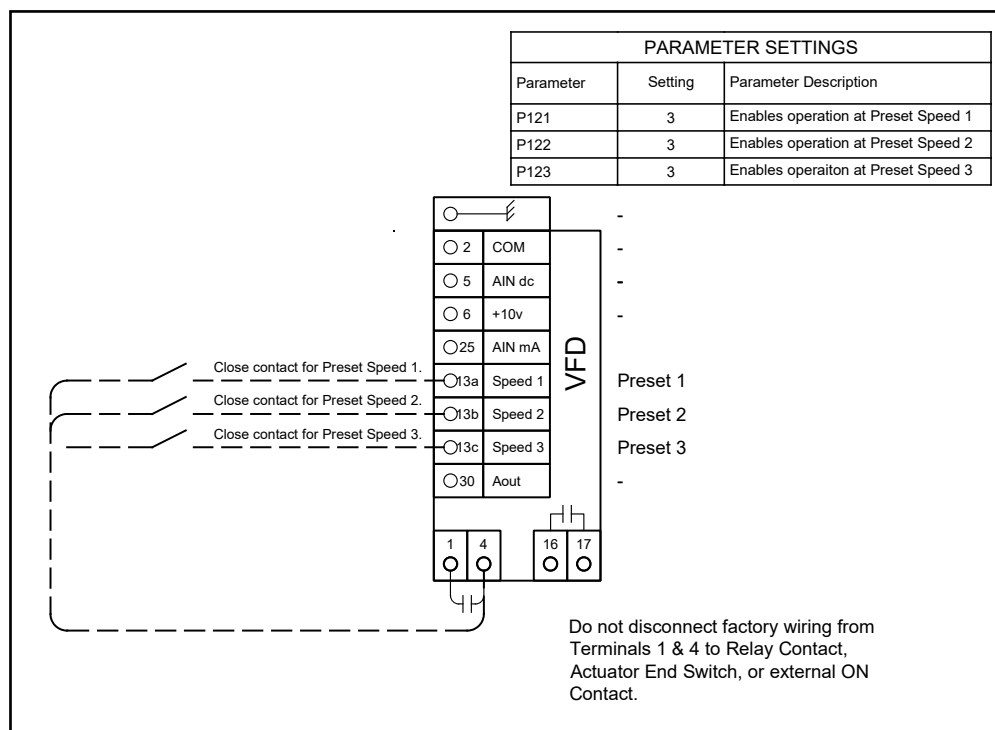 PARAMETER SETTINGS
Parameter Setting Parameter Description
P121 3 Enables operation at Preset Speed 1
P122 3 Enables operation at Preset Speed 2
P123 3 Enables operaiton at Preset Speed 3
-
2 COM -
5 AIN dc -
6 +10v -
25 AIN mA
VFD
Close contact for Preset Speed 1. 13a Speed 1 Preset 1
Close contact for Preset Speed 2. 13b Speed 2 Preset 2
Close contact for Preset Speed 3. 13c Speed 3 Preset 3
30 Aout -
1 4 16 17
Do not disconnect factory wiring from
Terminals 1 & 4 to Relay Contact,
Actuator End Switch, or external ON
Contact.